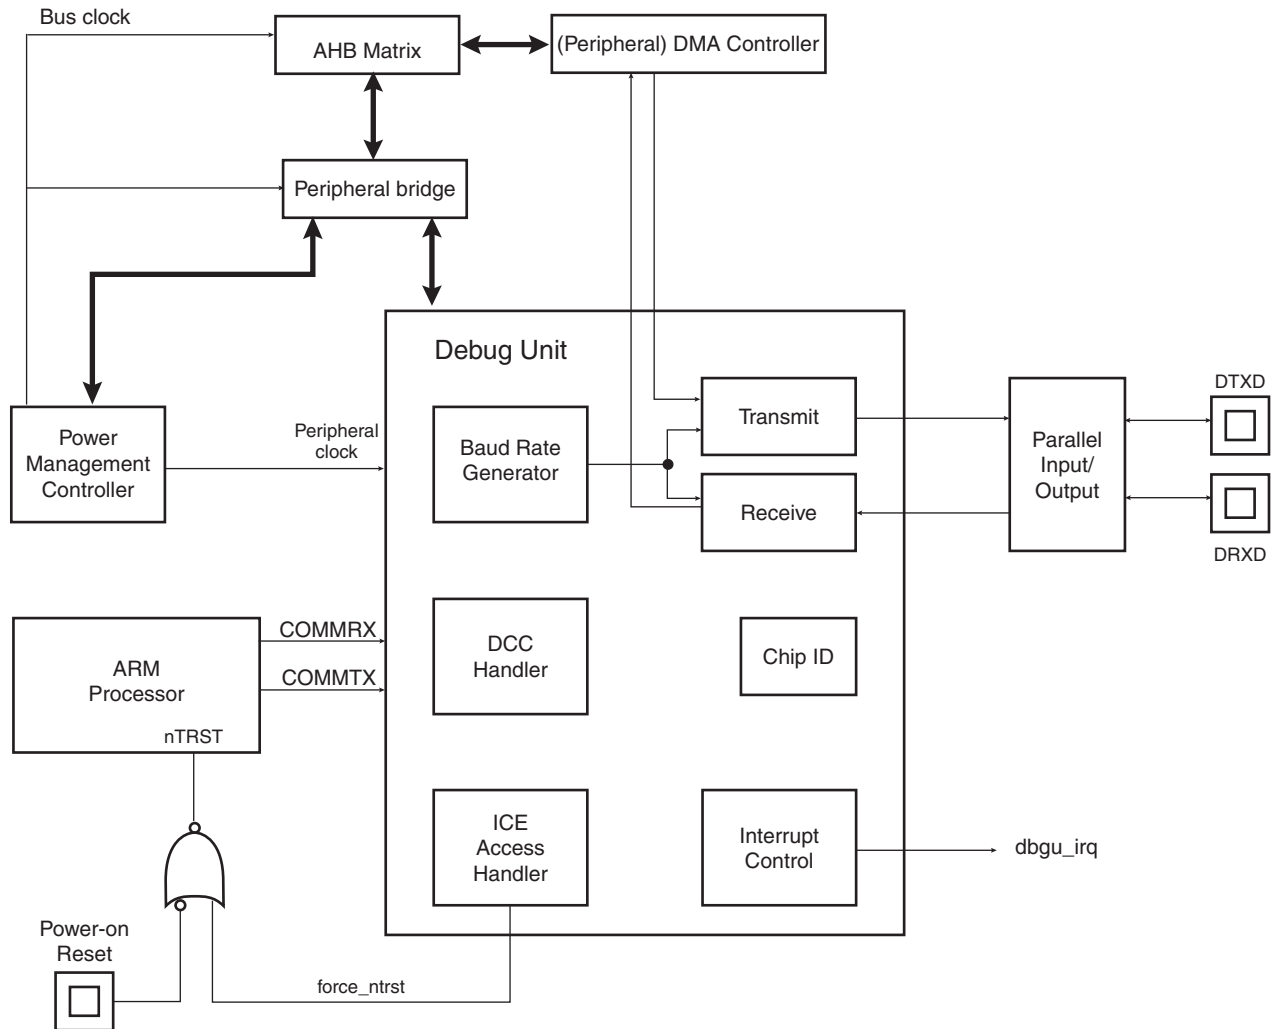 Bus clock
AHB Matrix
(Peripheral) DMA Controller
Peripheral bridge
Debug Unit
Power
Management
Controller
Peripheral
clock
Baud Rate
Generator
Transmit
Receive
Parallel
Input/
Output
DTXD
DRXD
ARM
Processor
nTRST
COMMRX
COMMTX
DCC
Handler
Chip ID
ICE
Access
Handler
Interrupt
Control
dbgu_irq
Power-on
Reset
force_ntrst